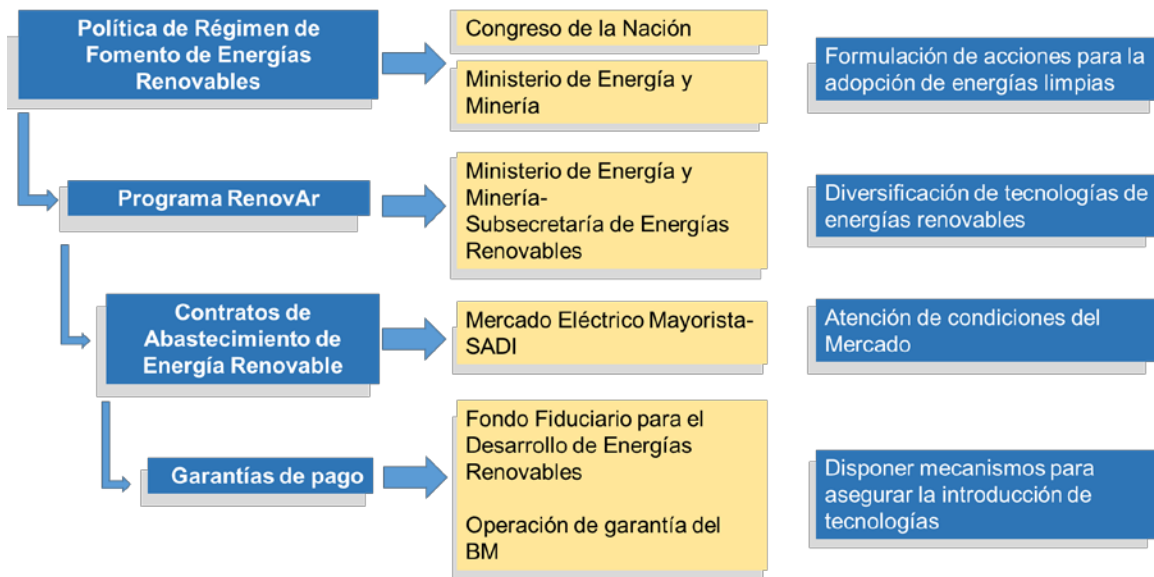 Política de Régimen de
Fomento de Energías
Renovables
Congreso de la Nación
Ministerio de Energía y
Minería
Formulación de acciones para la
adopción de energías limpias
Programa RenovAr
Ministerio de Energía y
Minería-
Subsecretaría de Energías
Renovables
Diversificación de tecnologías de
energías renovables
Contratos de
Abastecimiento de
Energía Renovable
Mercado Eléctrico Mayorista-
SADI
Atención de condiciones del
Mercado
Garantías de pago
Fondo Fiduciario para el
Desarrollo de Energías
Renovables
Operación de garantía del
BM
Disponer mecanismos para
asegurar la introducción de
tecnologías